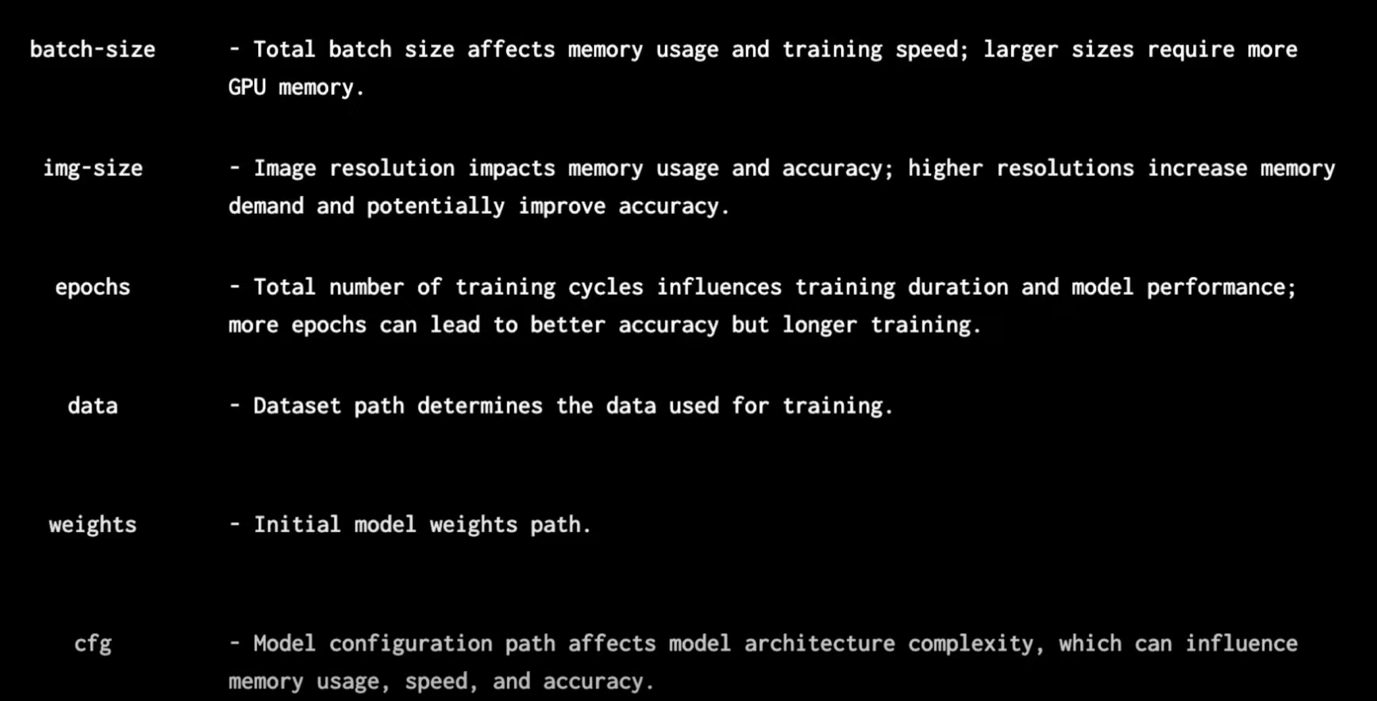 batch-size - Total batch size affects memory usage and training speed; larger sizes require more
GPU memory.
img-size - Image resolution impacts memory usage and accuracy; higher resolutions increase memory
demand and potentially improve accuracy.
epochs - Total number of training cycles influences training duration and model performance;
more epochs can lead to better accuracy but longer training.
data - Dataset path determines the data used for training.
weights - Initial model weights path.
cfg - Model configuration path affects model architecture complexity, which can influence
memory usage, speed, and accuracy.